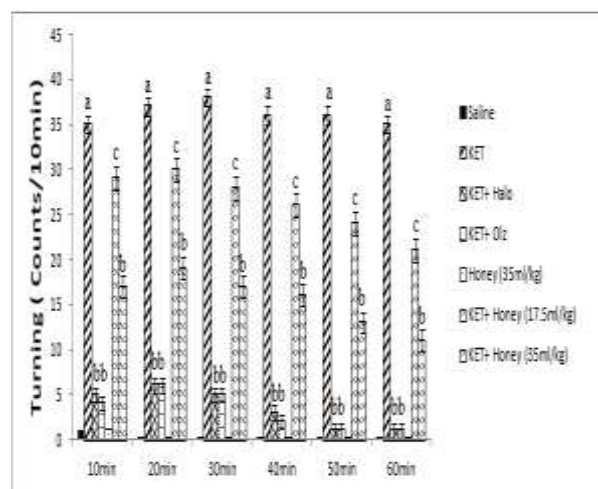 Turning ( Counts/10min)
45
40
35
30
25
20
15
10
5
0
a
bb
c
b
a
bb
c
b
a
bb
c
b
a
bb
c
b
a
bb
c
b
a
bb
c
b
10min
20min
30min
40min
50min
60min
Saline
KET
KET+ Halo
KET+ Olz
Honey (35ml/kg)
KET+ Honey (17.5ml/kg)
KET+ Honey (35ml/kg)